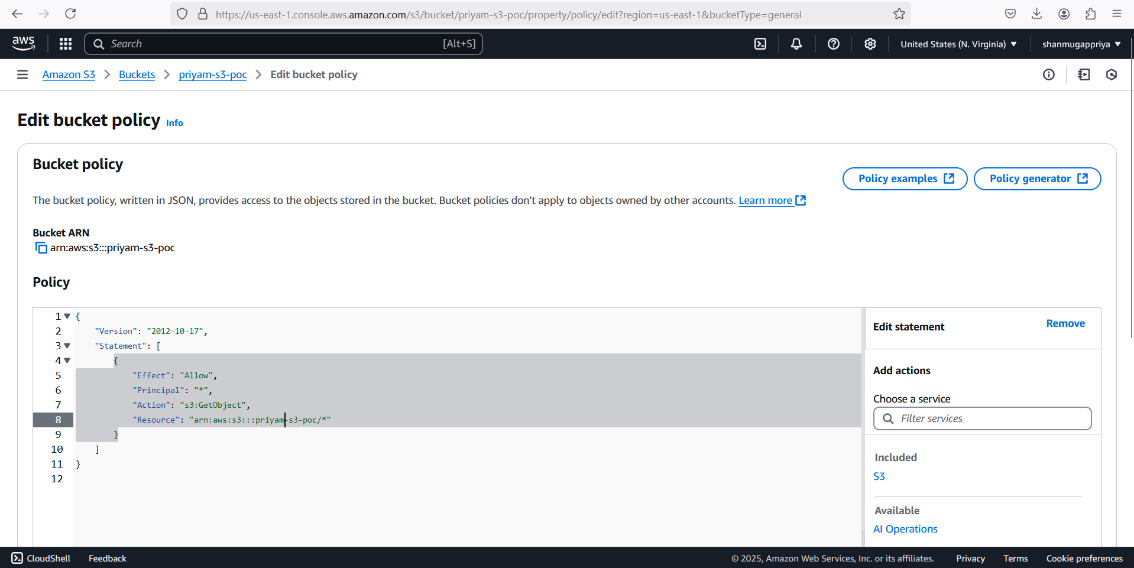 https://us-east-1.console.aws.amazon.com/s3/bucket/priyam-s3-poc/property/policy/edit?region=us-east-1&bucketType=general
aws
Search
[Alt+S]
United States (N. Virginia)
shanmugappriya
Amazon S3 > Buckets > priyam-s3-poc > Edit bucket policy
Edit bucket policy Info
Bucket policy
Policy examples
Policy generator
The bucket policy, written in JSON, provides access to the objects stored in the bucket. Bucket policies don't apply to objects owned by other accounts. Learn more
Bucket ARN
arn:aws:s3:::priyam-s3-poc
Policy
1 {
2 "Version": "2012-10-17",
3 "Statement": [
4 {
5 "Effect": "Allow",
6 "Principal": "*",
7 "Action": "s3:GetObject",
8 "Resource": "arn:aws:s3:::priyam-s3-poc/*"
9 }
10 ]
11 }
12
Edit statement
Remove
Add actions
Choose a service
Filter services
Included
S3
Available
AI Operations
CloudShell
Feedback
© 2025, Amazon Web Services, Inc. or its affiliates.
Privacy
Terms
Cookie preferences